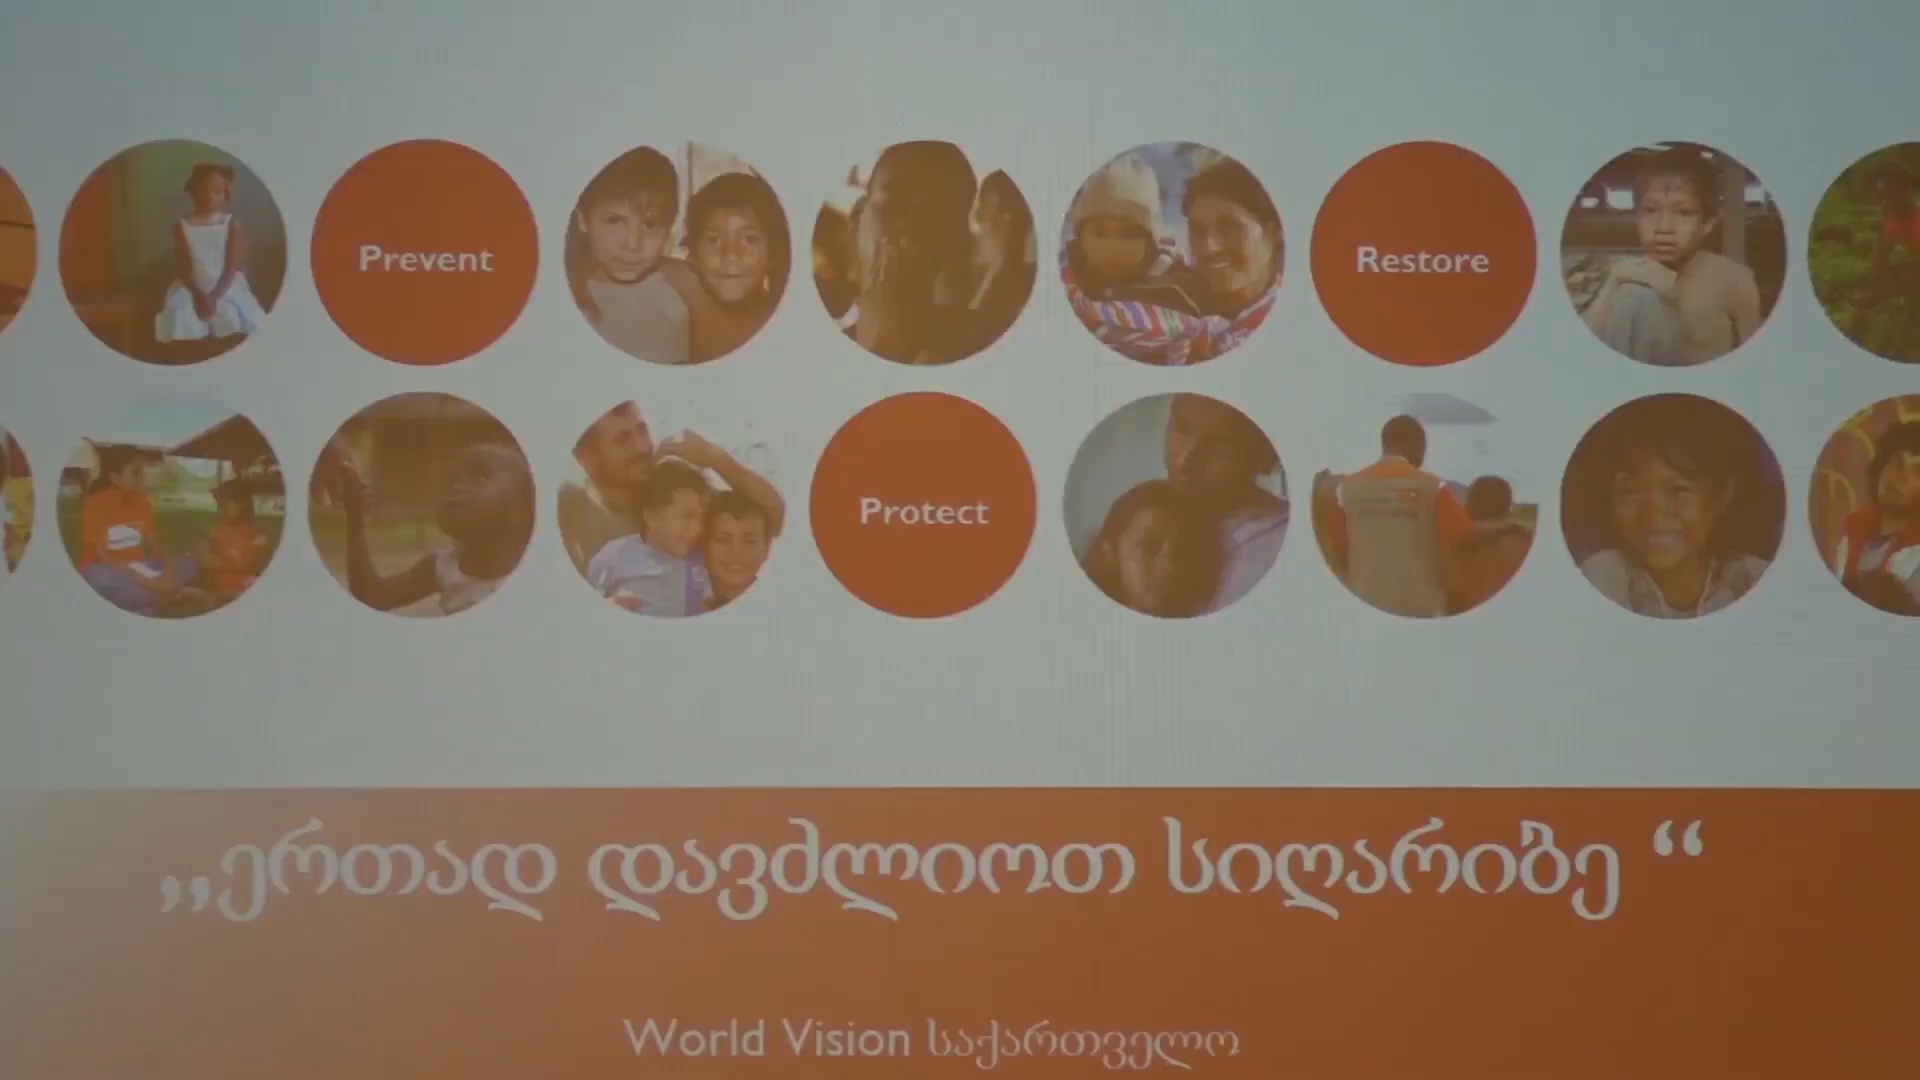 Prevent
Restore
Protect
„ერთად დავძლიოთ სიღარიბე “
World Vision საქართველო